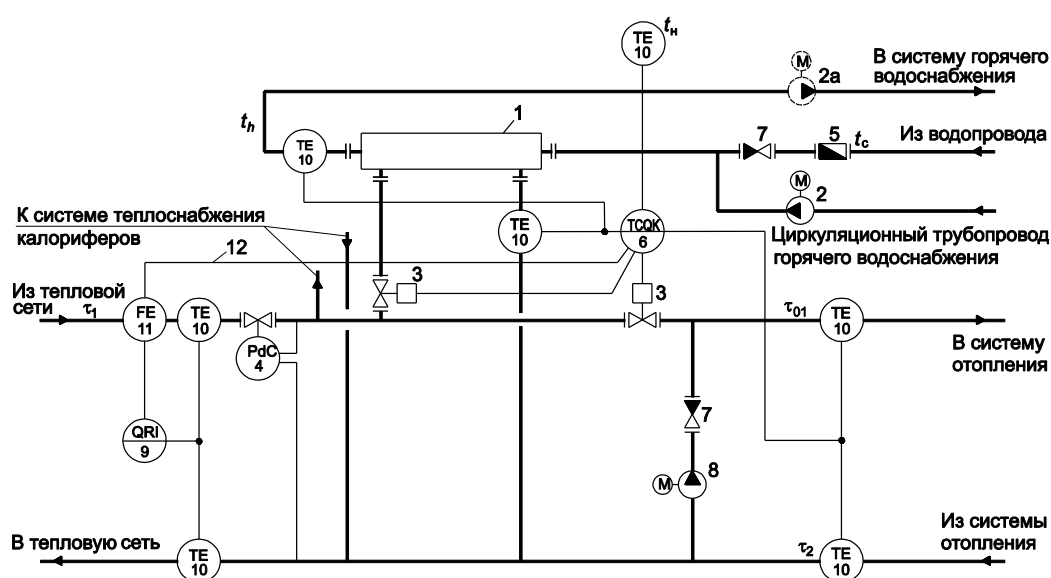 TE
10
tн
M
2а
В систему горячего
водоснабжения
1
th
TE
10
7
5
tс
Из водопровода
M
2
К системе теплоснабжения
калориферов
TE
10
TCQK
6
Циркуляционный трубопровод
горячего водоснабжения
12
3
3
Из тепловой
сети
τ1
FE
11
TE
10
PdC
4
τ01
TE
10
В систему
отопления
7
QRI
9
M
8
В тепловую сеть
TE
10
τ2
TE
10
Из системы
отопления